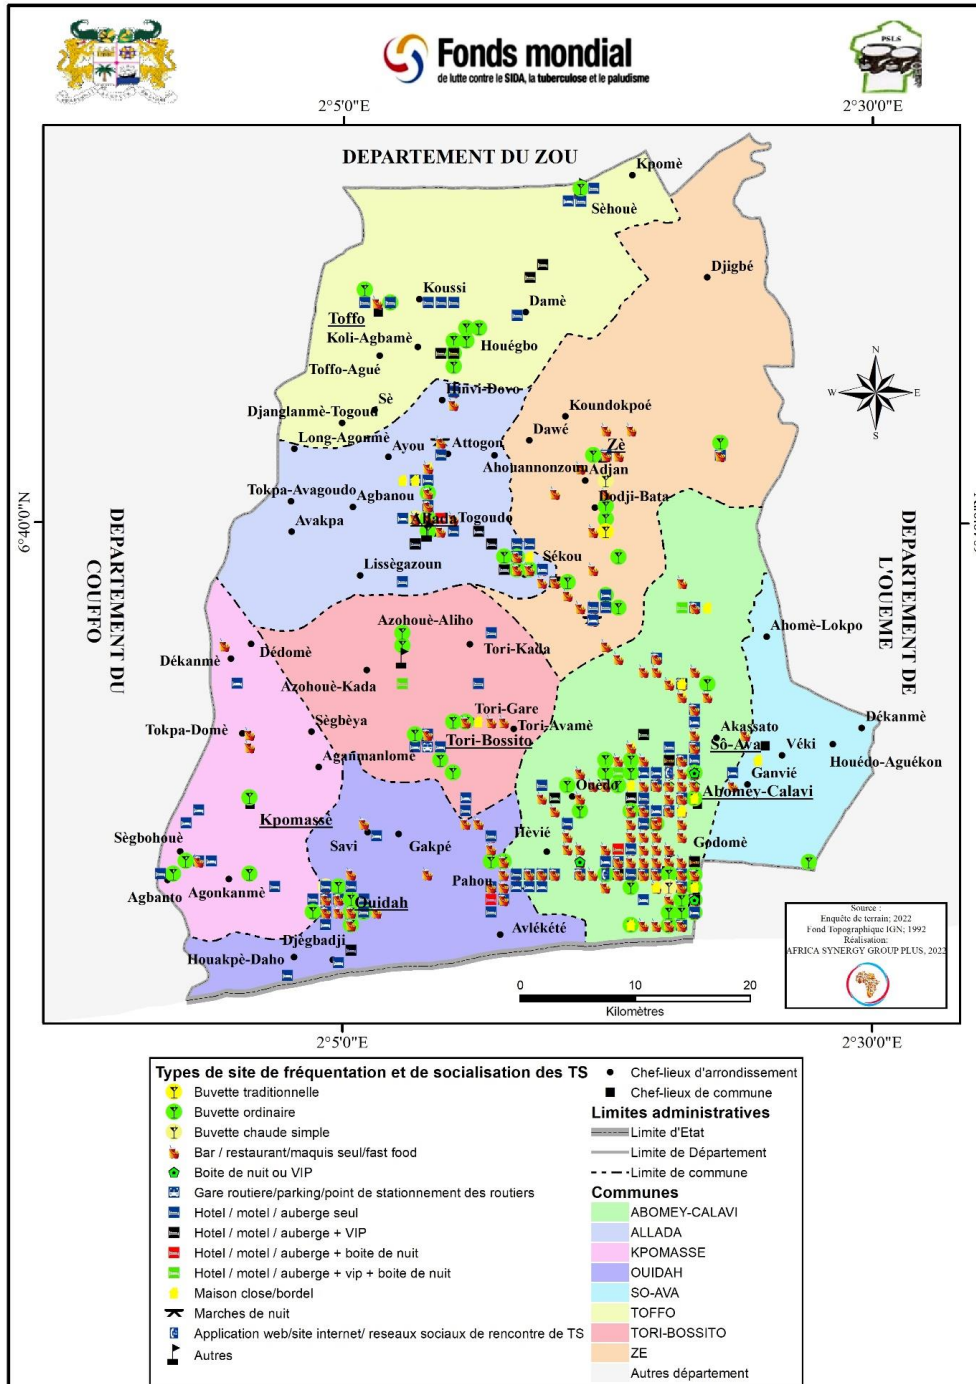 PSLS
Fonds mondial
de lutte contre le SIDA, la tuberculose et le paludisme
2°5'0"E
2°30'0"E
DEPARTEMENT DU ZOU
Kpomè
Sèhouè
Djigbé
Koussi
Damè
Toffo
Koli-Agbamè
Houégbo
Toffo-Agué
N
W
E
S
Hinvi-Dovo
Sè
Djanglanmè-Togoud
Koundokpoé
Long-Agonmè
Dawé
Zè
Ayou
Attogon
Ahouannonzoun
Adjan
Tokpa-Avagoudo
Agbanou
Dodji-Bata
Avakpa
Allada
Togoudo
6°40'0"N
DEPARTEMENT DU
COUFFO
DEPARTEMENT DE
L'OUEME
Sékou
Lissègazoun
Azohouè-Aliho
Ahomè-Lokpo
Dédomè
Dékanmè
Tori-Kada
Azohouè-Kada
Tori-Gare
Sègbèya
Tokpa-Domè
Tori-Avamè
Tori-Bossito
Akassato
Dékanmè
Sô-Ava
Véki
Houédo-Aguékon
Aganmanlomè
Ganvié
Ouèdo
Abomey-Calavi
Kpomassè
Savi
Gakpé
Hèvié
Godomè
Sègbohouè
Agbanto
Agonkanmè
Pahou
Ouidah
Djègbadji
Avlékété
Houakpè-Daho
Source :
Enquête de terrain; 2022
Fond Topographique IGN; 1992
Réalisation:
AFRICA SYNERGY GROUP PLUS, 2022
0 10 20
Kilomètres
2°5'0"E
2°30'0"E
Types de site de fréquentation et de socialisation des TS
Buvette traditionnelle
Buvette ordinaire
Buvette chaude simple
Bar / restaurant/maquis seul/fast food
Boite de nuit ou VIP
Gare routiere/parking/point de stationnement des routiers
Hotel / motel / auberge seul
Hotel / motel / auberge + VIP
Hotel / motel / auberge + boite de nuit
Hotel / motel / auberge + vip + boite de nuit
Maison close/bordel
Marches de nuit
Application web/site internet/ reseaux sociaux de rencontre de TS
Autres
Chef-lieux d'arrondissement
Chef-lieux de commune
Limites administratives
Limite d'Etat
Limite de Département
Limite de commune
Communes
ABOMEY-CALAVI
ALLADA
KPOMASSE
OUIDAH
SO-AVA
TOFFO
TORI-BOSSITO
ZE
Autres département